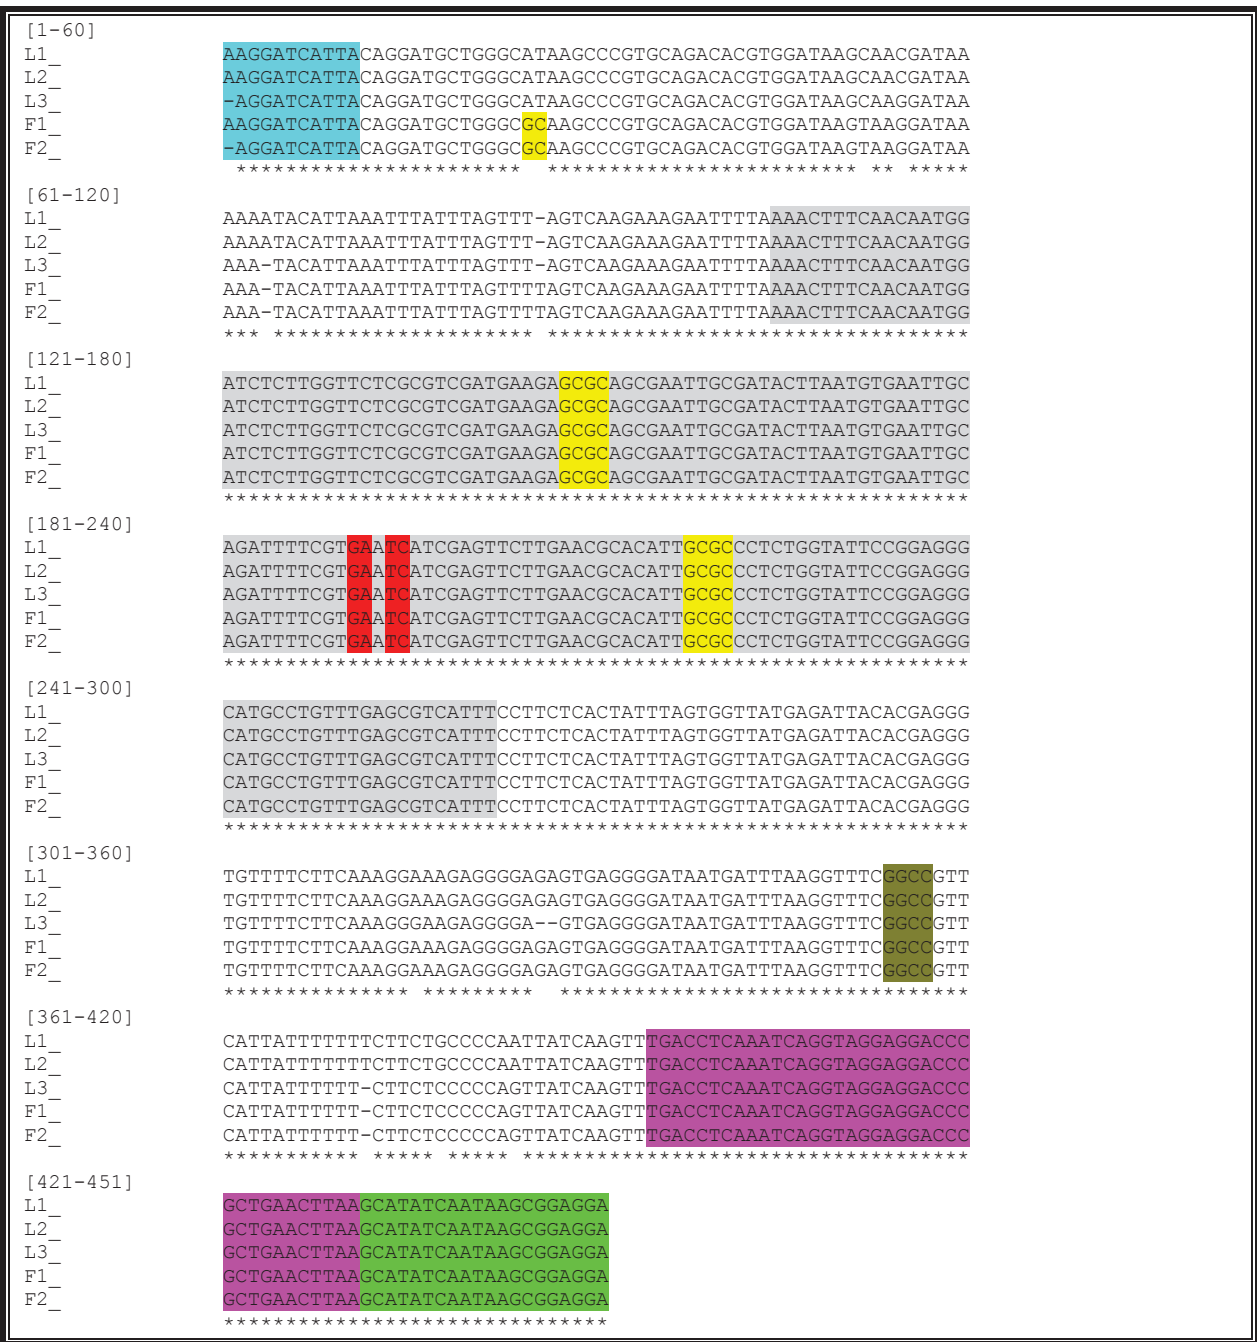 [1-60]
L1_ AAGGATCATTACAGGATGCTGGGCATAAGCCCGTGCAGACACGTGGATAAGCAACGATAA
L2_ AAGGATCATTACAGGATGCTGGGCATAAGCCCGTGCAGACACGTGGATAAGCAACGATAA
L3_ -AGGATCATTACAGGATGCTGGGCATAAGCCCGTGCAGACACGTGGATAAGCAAGGATAA
F1_ AAGGATCATTACAGGATGCTGGGCGCAAGCCCGTGCAGACACGTGGATAAGTAAGGATAA
F2_ -AGGATCATTACAGGATGCTGGGCGCAAGCCCGTGCAGACACGTGGATAAGTAAGGATAA
*********************** ************************* ** *****
[61-120]
L1_ AAAATACATTAAATTTATTTAGTTT-AGTCAAGAAAGAATTTTAAAACTTTCAACAATGG
L2_ AAAATACATTAAATTTATTTAGTTT-AGTCAAGAAAGAATTTTAAAACTTTCAACAATGG
L3_ AAA-TACATTAAATTTATTTAGTTT-AGTCAAGAAAGAATTTTAAAACTTTCAACAATGG
F1_ AAA-TACATTAAATTTATTTAGTTTTAGTCAAGAAAGAATTTTAAAACTTTCAACAATGG
F2_ AAA-TACATTAAATTTATTTAGTTTTAGTCAAGAAAGAATTTTAAAACTTTCAACAATGG
*** ********************* **********************************
[121-180]
L1_ ATCTCTTGGTTCTCGCGTCGATGAAGAGCGCAGCGAATTGCGATACTTAATGTGAATTGC
L2_ ATCTCTTGGTTCTCGCGTCGATGAAGAGCGCAGCGAATTGCGATACTTAATGTGAATTGC
L3_ ATCTCTTGGTTCTCGCGTCGATGAAGAGCGCAGCGAATTGCGATACTTAATGTGAATTGC
F1_ ATCTCTTGGTTCTCGCGTCGATGAAGAGCGCAGCGAATTGCGATACTTAATGTGAATTGC
F2_ ATCTCTTGGTTCTCGCGTCGATGAAGAGCGCAGCGAATTGCGATACTTAATGTGAATTGC
************************************************************
[181-240]
L1_ AGATTTTCGTGAATCATCGAGTTCTTGAACGCACATTGCGCCCTCTGGTATTCCGGAGGG
L2_ AGATTTTCGTGAATCATCGAGTTCTTGAACGCACATTGCGCCCTCTGGTATTCCGGAGGG
L3_ AGATTTTCGTGAATCATCGAGTTCTTGAACGCACATTGCGCCCTCTGGTATTCCGGAGGG
F1_ AGATTTTCGTGAATCATCGAGTTCTTGAACGCACATTGCGCCCTCTGGTATTCCGGAGGG
F2_ AGATTTTCGTGAATCATCGAGTTCTTGAACGCACATTGCGCCCTCTGGTATTCCGGAGGG
************************************************************
[241-300]
L1_ CATGCCTGTTTGAGCGTCATTTCCTTCTCACTATTTAGTGGTTATGAGATTACACGAGGG
L2_ CATGCCTGTTTGAGCGTCATTTCCTTCTCACTATTTAGTGGTTATGAGATTACACGAGGG
L3_ CATGCCTGTTTGAGCGTCATTTCCTTCTCACTATTTAGTGGTTATGAGATTACACGAGGG
F1_ CATGCCTGTTTGAGCGTCATTTCCTTCTCACTATTTAGTGGTTATGAGATTACACGAGGG
F2_ CATGCCTGTTTGAGCGTCATTTCCTTCTCACTATTTAGTGGTTATGAGATTACACGAGGG
************************************************************
[301-360]
L1_ TGTTTTCTTCAAAGGAAAGAGGGGAGAGTGAGGGGATAATGATTTAAGGTTTCGGCCGTT
L2_ TGTTTTCTTCAAAGGAAAGAGGGGAGAGTGAGGGGATAATGATTTAAGGTTTCGGCCGTT
L3_ TGTTTTCTTCAAAGGGAAGAGGGGA--GTGAGGGGATAATGATTTAAGGTTTCGGCCGTT
F1_ TGTTTTCTTCAAAGGAAAGAGGGGAGAGTGAGGGGATAATGATTTAAGGTTTCGGCCGTT
F2_ TGTTTTCTTCAAAGGAAAGAGGGGAGAGTGAGGGGATAATGATTTAAGGTTTCGGCCGTT
*************** *********  *********************************
[361-420]
L1_ CATTATTTTTTTCTTCTGCCCCAATTATCAAGTTTGACCTCAAATCAGGTAGGAGGACCC
L2_ CATTATTTTTTTCTTCTGCCCCAATTATCAAGTTTGACCTCAAATCAGGTAGGAGGACCC
L3_ CATTATTTTTT-CTTCTCCCCCAGTTATCAAGTTTGACCTCAAATCAGGTAGGAGGACCC
F1_ CATTATTTTTT-CTTCTCCCCCAGTTATCAAGTTTGACCTCAAATCAGGTAGGAGGACCC
F2_ CATTATTTTTT-CTTCTCCCCCAGTTATCAAGTTTGACCTCAAATCAGGTAGGAGGACCC
*********** ***** ***** ************************************
[421-451]
L1_ GCTGAACTTAAGCATATCAATAAGCGGAGGA
L2_ GCTGAACTTAAGCATATCAATAAGCGGAGGA
L3_ GCTGAACTTAAGCATATCAATAAGCGGAGGA
F1_ GCTGAACTTAAGCATATCAATAAGCGGAGGA
F2_ GCTGAACTTAAGCATATCAATAAGCGGAGGA
*******************************